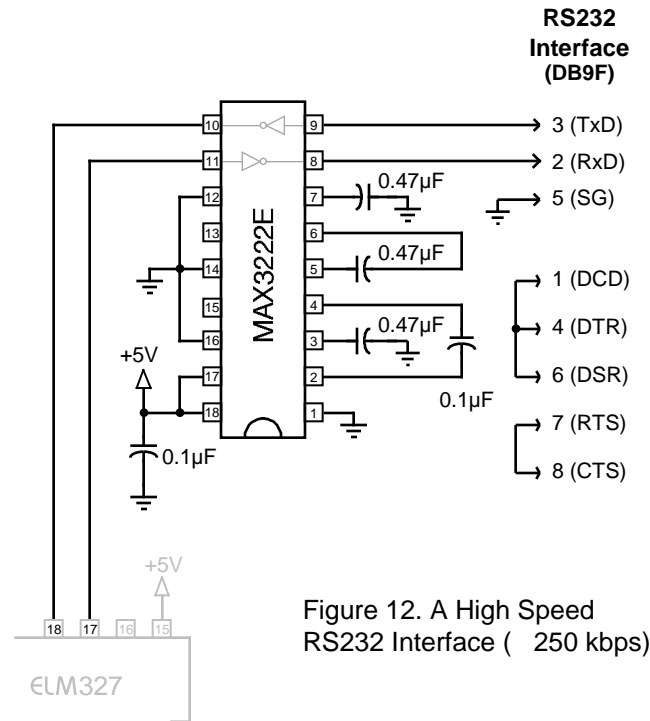 RS232
Interface
(DB9F)
10 9 3 (TxD)
11 8 2 (RxD)
12 7 0.47µF 5 (SG)
13 6
14 5 0.47µF
MAX3222E
15 4 1 (DCD)
16 3 0.47µF 4 (DTR)
+5V
17 2 6 (DSR)
0.1µF
18 1 7 (RTS)
0.1µF
8 (CTS)
+5V
18 17 16 15
ELM327
Figure 12. A High Speed
RS232 Interface ( 250 kbps)